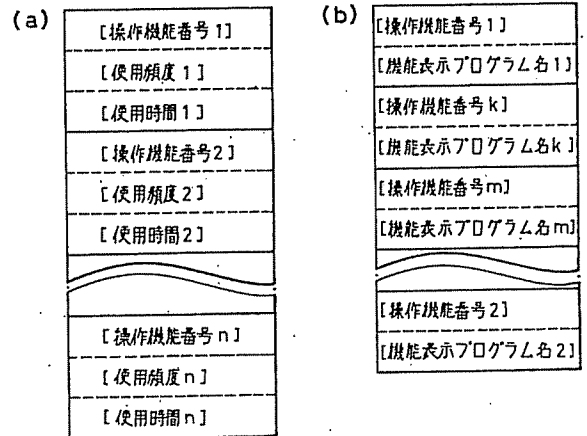 (a)
[操作機能番号1]
[使用頻度1]
[使用時間1]
[操作機能番号2]
[使用頻度2]
[使用時間2]
[操作機能番号n]
[使用頻度n]
[使用時間n]
(b)
[操作機能番号1]
[機能表示プログラム名1]
[操作機能番号k]
[機能表示プログラム名k]
[操作機能番号m]
[機能表示プログラム名m]
[操作機能番号2]
[機能表示プログラム名2]